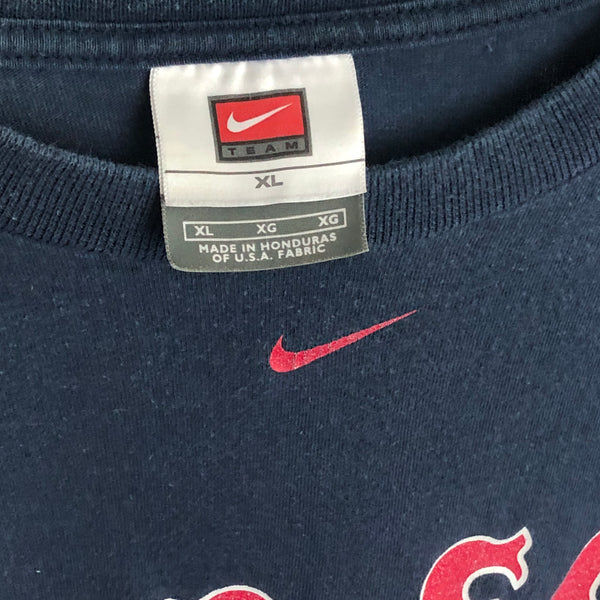 TEAM
XL
XL XG XG
MADE IN HONDURAS
OF U.S.A. FABRIC